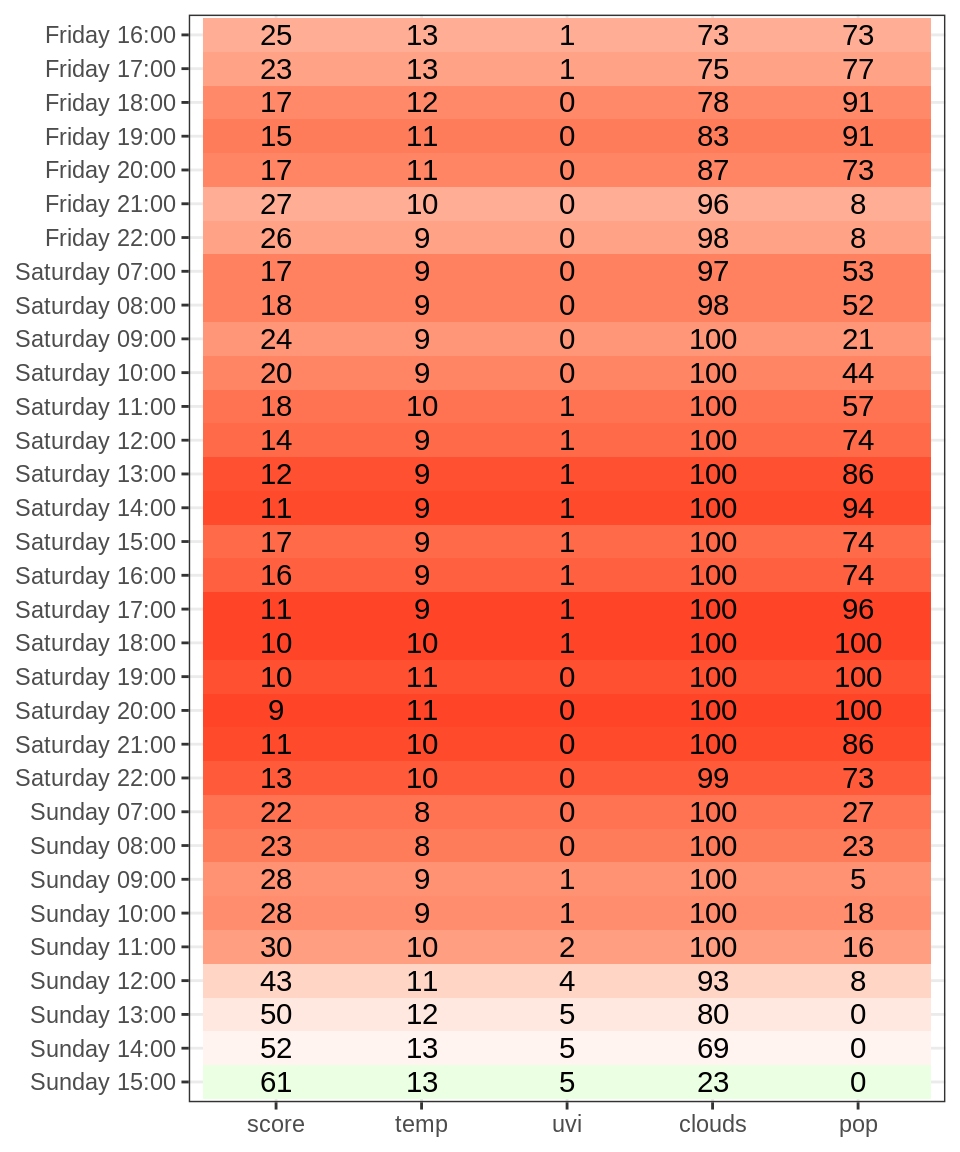 Friday 16:00 25 13 1 73 73
Friday 17:00 23 13 1 75 77
Friday 18:00 17 12 0 78 91
Friday 19:00 15 11 0 83 91
Friday 20:00 17 11 0 87 73
Friday 21:00 27 10 0 96 8
Friday 22:00 26 9 0 98 8
Saturday 07:00 17 9 0 97 53
Saturday 08:00 18 9 0 98 52
Saturday 09:00 24 9 0 100 21
Saturday 10:00 20 9 0 100 44
Saturday 11:00 18 10 1 100 57
Saturday 12:00 14 9 1 100 74
Saturday 13:00 12 9 1 100 86
Saturday 14:00 11 9 1 100 94
Saturday 15:00 17 9 1 100 74
Saturday 16:00 16 9 1 100 74
Saturday 17:00 11 9 1 100 96
Saturday 18:00 10 10 1 100 100
Saturday 19:00 10 11 0 100 100
Saturday 20:00 9 11 0 100 100
Saturday 21:00 11 10 0 100 86
Saturday 22:00 13 10 0 99 73
Sunday 07:00 22 8 0 100 27
Sunday 08:00 23 8 0 100 23
Sunday 09:00 28 9 1 100 5
Sunday 10:00 28 9 1 100 18
Sunday 11:00 30 10 2 100 16
Sunday 12:00 43 11 4 93 8
Sunday 13:00 50 12 5 80 0
Sunday 14:00 52 13 5 69 0
Sunday 15:00 61 13 5 23 0
score temp uvi clouds pop